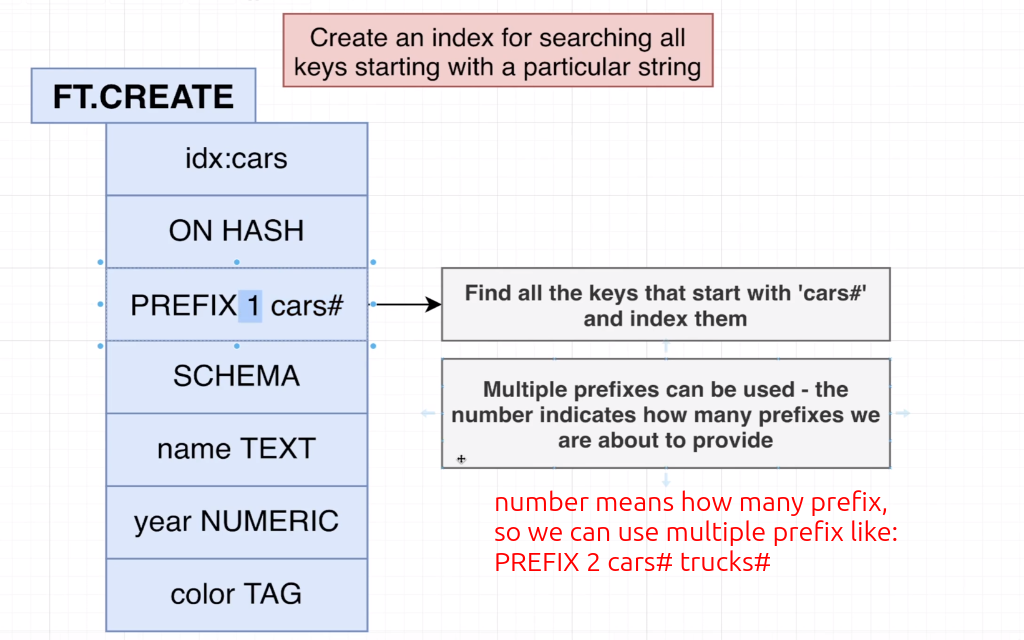 Create an index for searching all
keys starting with a particular string
FT.CREATE
idx:cars
ON HASH
PREFIX 1 cars#
SCHEMA
name TEXT
year NUMERIC
color TAG
Find all the keys that start with 'cars#'
and index them
Multiple prefixes can be used - the
number indicates how many prefixes we
are about to provide
number means how many prefix,
so we can use multiple prefix like:
PREFIX 2 cars# trucks#